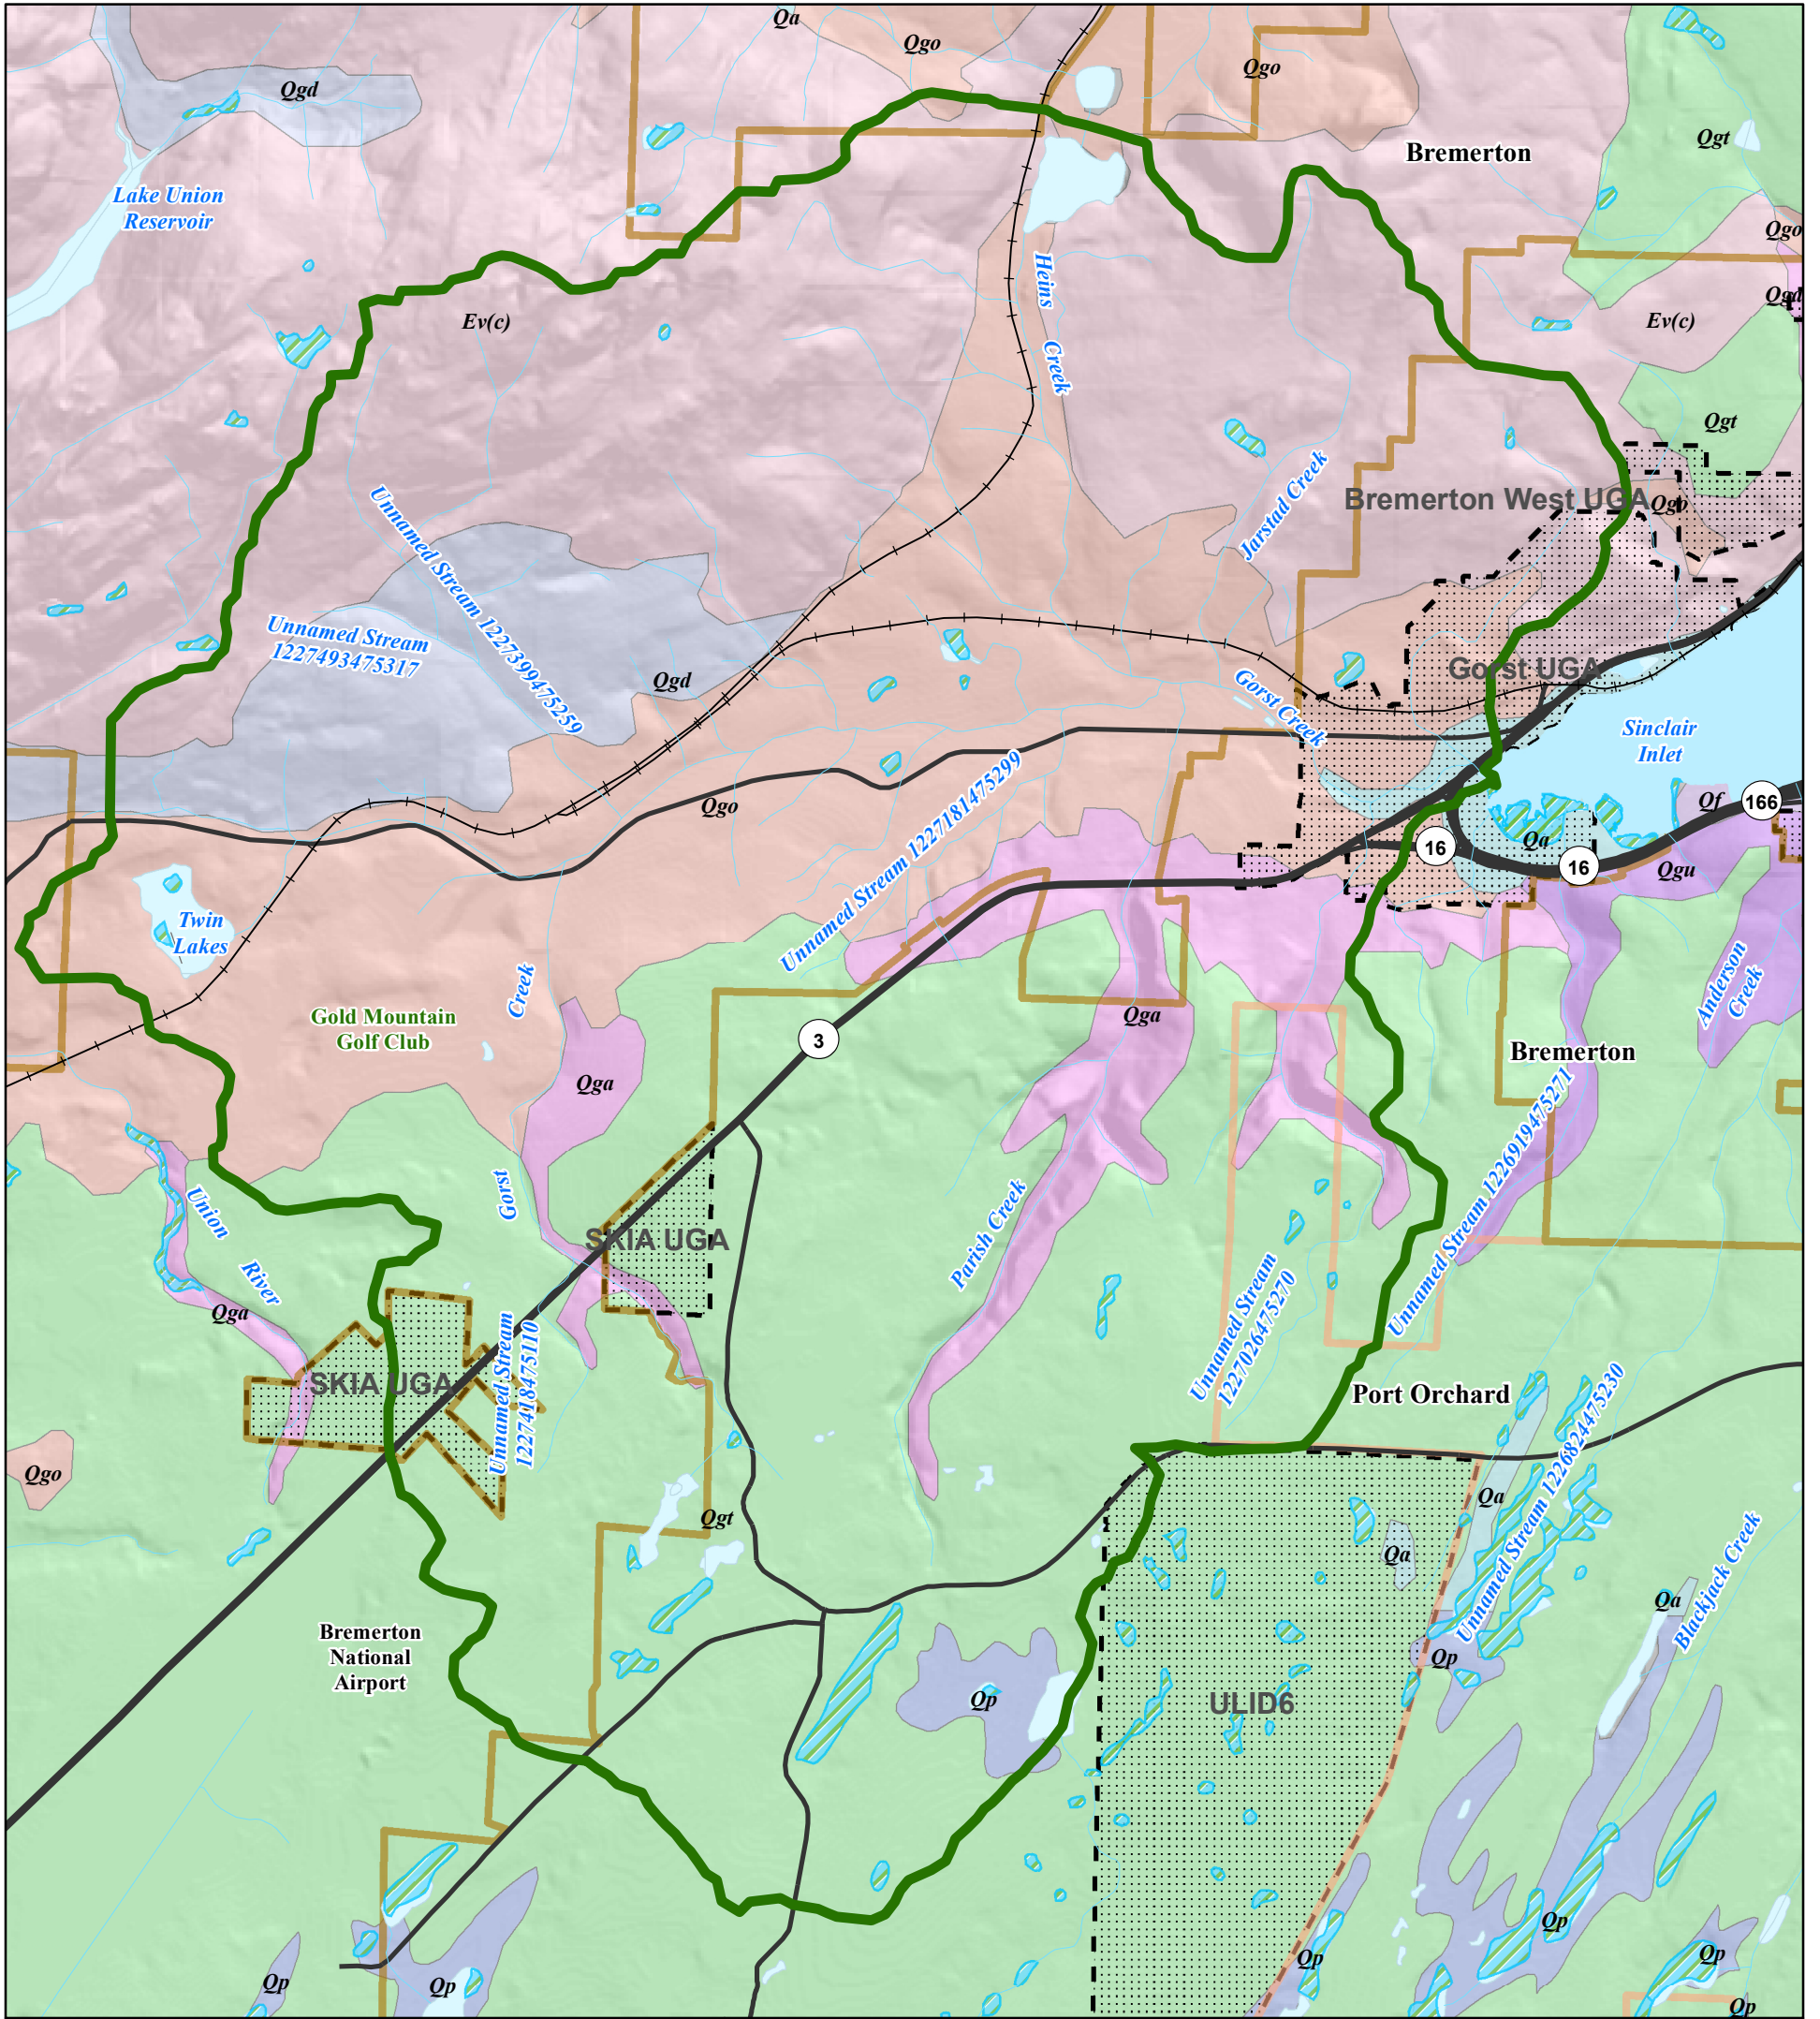 Qa
Qgo
Qgo
Qgd
Qgt
Bremerton
Lake Union
Reservoir
Qgo
Heins
Creek
Qgd
Ev(c)
Ev(c)
Qgt
Jarstad Creek
Bremerton West UGA
Qgo
Unnamed Stream 1227399475259
Unnamed Stream
1227493475317
Qgd
Gorst UGA
Gorst Creek
Sinclair
Inlet
Unnamed Stream 1227181475299
Qgo
Qf
166
16
Qa
16
Qgu
Twin
Lakes
Creek
Anderson
Creek
Gold Mountain
Golf Club
3
Qga
Bremerton
Qga
Unnamed Stream 1226919475271
Gorst
Union
River
SKIA UGA
Parish Creek
Qga
Unnamed Stream
1227026475270
Unnamed Stream
1227418475110
SKIA UGA
Port Orchard
Unnamed Stream 1226824475230
Qgo
Qgt
Qa
Qa
Qa
Blackjack Creek
Bremerton
National
Airport
Qp
Qp
ULID6
Qp
Qp
Qp
Qp
Qp
Qp